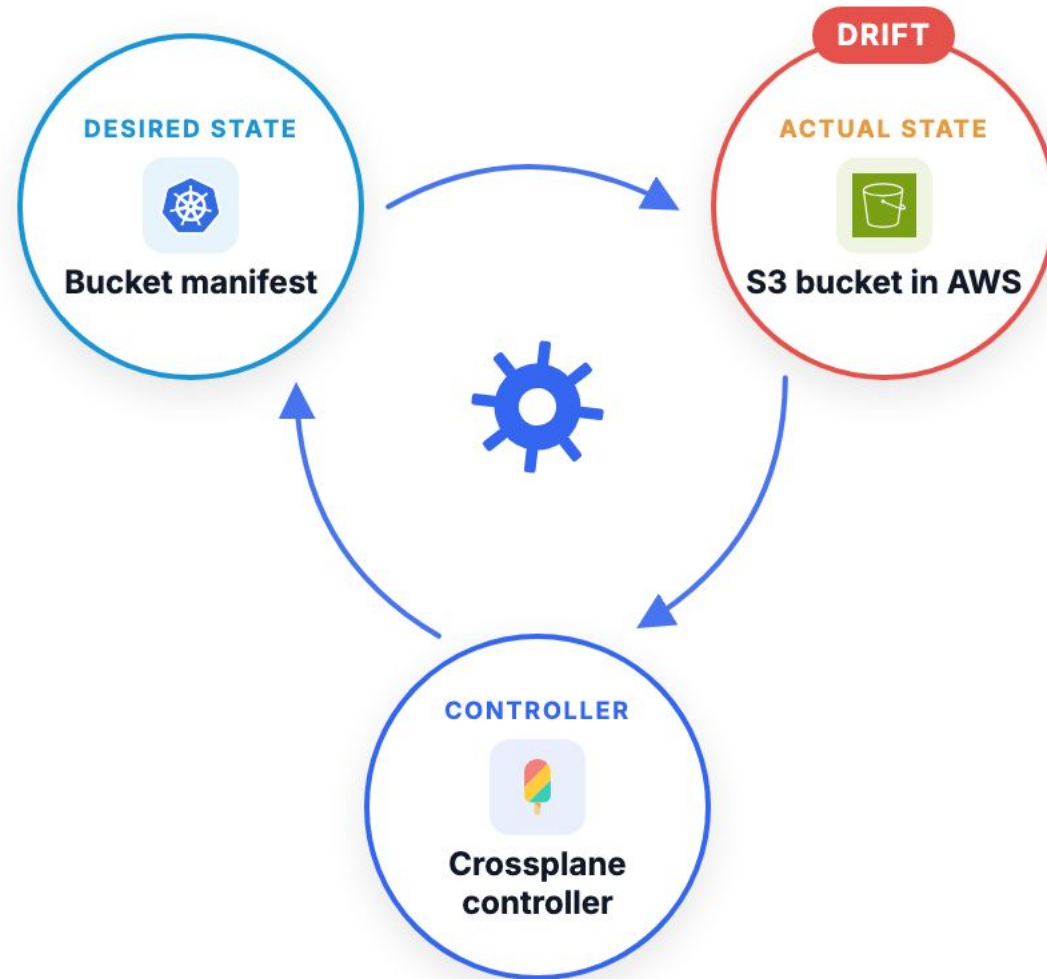 DRIFT
DESIRED STATE
Bucket manifest
ACTUAL STATE
S3 bucket in AWS
CONTROLLER
Crossplane
controller